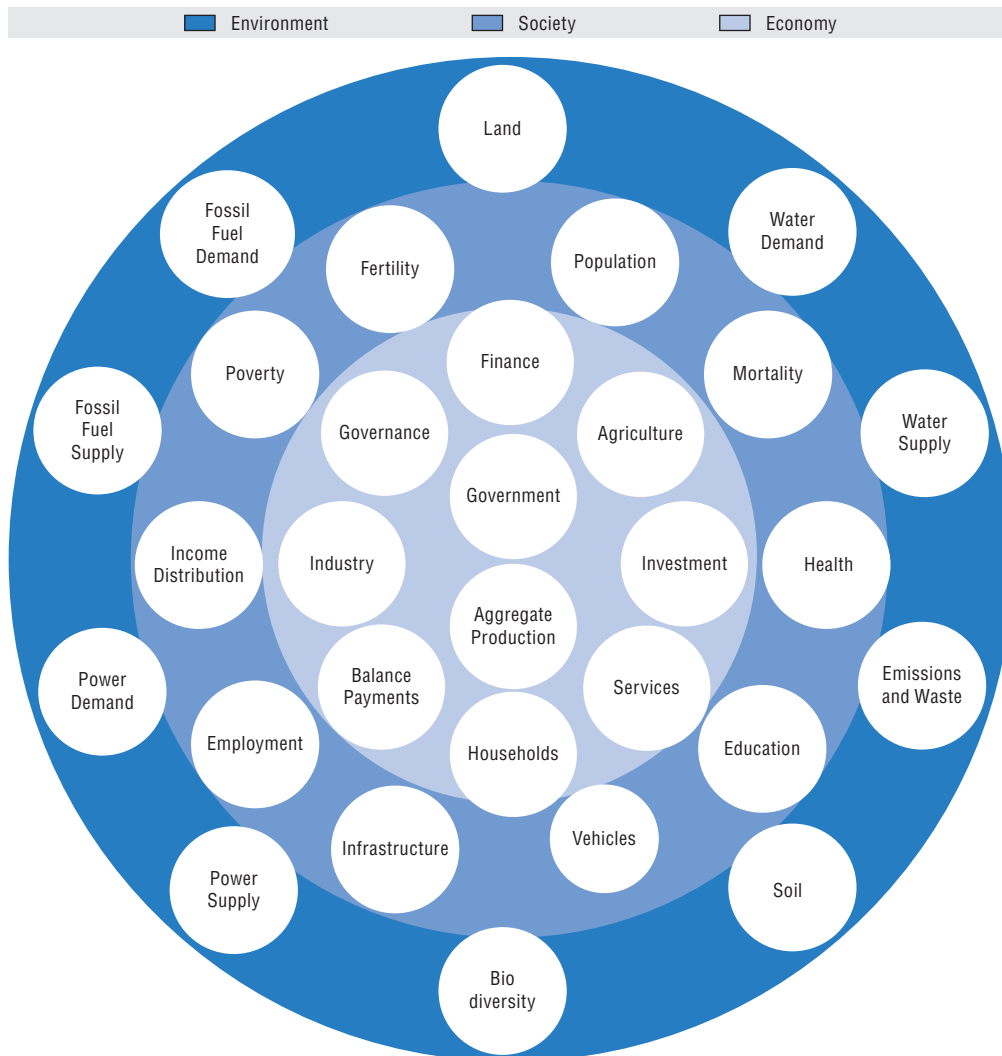 Environment
Society
Economy
Land
Fossil
Fuel
Demand
Water
Demand
Fertility
Population
Finance
Poverty
Mortality
Fossil
Fuel
Supply
Governance
Agriculture
Water
Supply
Government
Income
Distribution
Industry
Investment
Health
Aggregate
Production
Power
Demand
Balance
Payments
Services
Emissions
and Waste
Employment
Households
Education
Infrastructure
Vehicles
Power
Supply
Soil
Bio
diversity